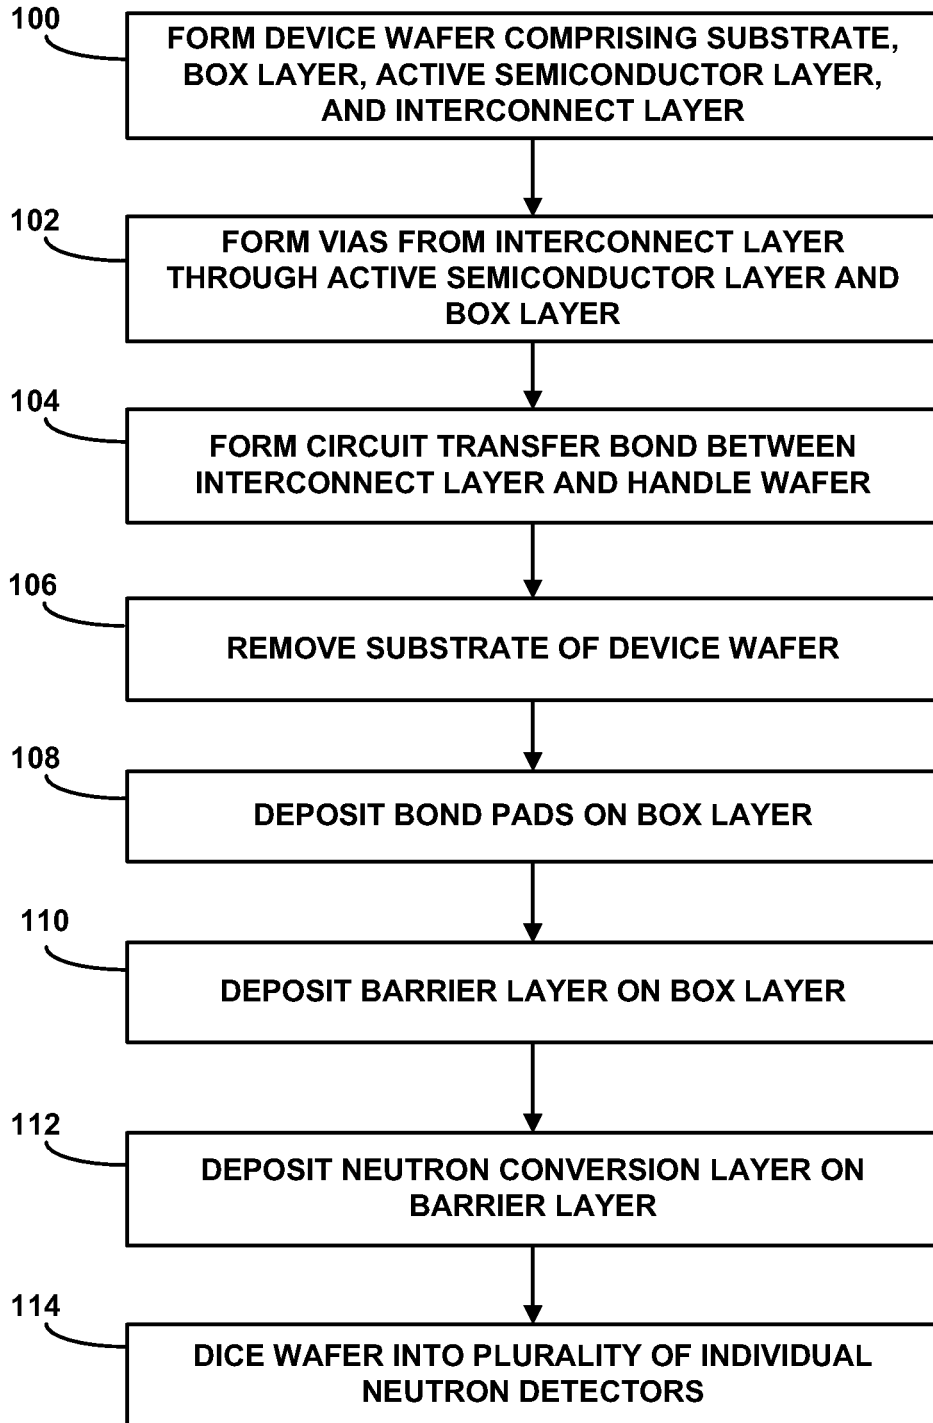 100
FORM DEVICE WAFER COMPRISING SUBSTRATE,
BOX LAYER, ACTIVE SEMICONDUCTOR LAYER,
AND INTERCONNECT LAYER
102
FORM VIAS FROM INTERCONNECT LAYER
THROUGH ACTIVE SEMICONDUCTOR LAYER AND
BOX LAYER
104
FORM CIRCUIT TRANSFER BOND BETWEEN
INTERCONNECT LAYER AND HANDLE WAFER
106
REMOVE SUBSTRATE OF DEVICE WAFER
108
DEPOSIT BOND PADS ON BOX LAYER
110
DEPOSIT BARRIER LAYER ON BOX LAYER
112
DEPOSIT NEUTRON CONVERSION LAYER ON
BARRIER LAYER
114
DICE WAFER INTO PLURALITY OF INDIVIDUAL
NEUTRON DETECTORS